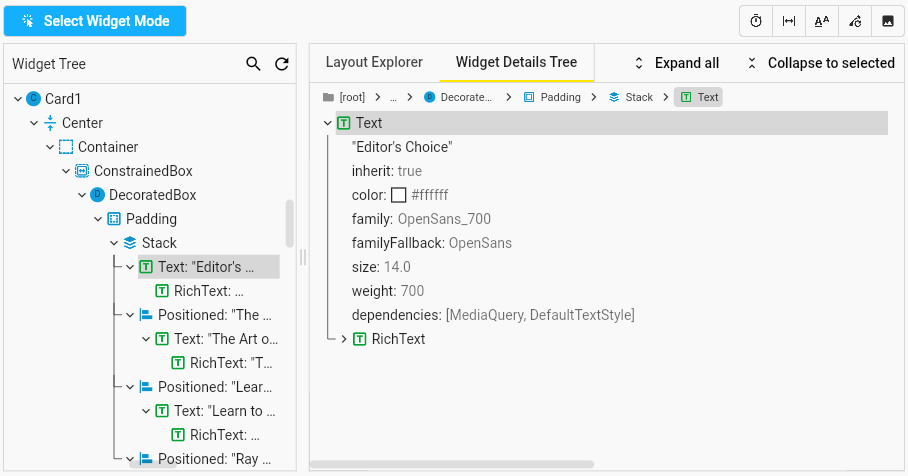 Select Widget Mode
Widget Tree
Card1
Center
Container
ConstrainedBox
DecoratedBox
Padding
Stack
Text: "Editor's ...
RichText: ...
Positioned: "The ...
Text: "The Art o...
RichText: "T...
Positioned: "Lear...
Text: "Learn to ...
RichText: ...
Positioned: "Ray ...
Layout Explorer Widget Details Tree Expand all Collapse to selected
[root] > ... > Decorate... > Padding > Stack > Text
Text
"Editor's Choice"
inherit: true
color: #ffffff
family: OpenSans_700
familyFallback: OpenSans
size: 14.0
weight: 700
dependencies: [MediaQuery, DefaultTextStyle]
RichText